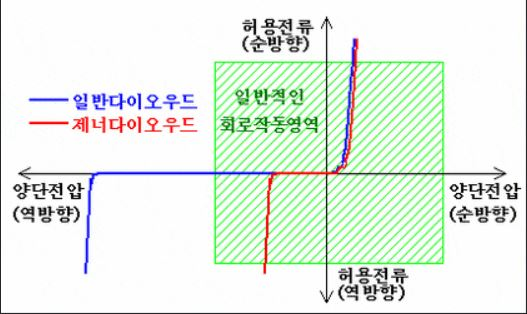 허용전류
(순방향)
일반다이오우드
제너다이오우드
일반적인
회로작동영역
양단전압
(역방향)
양단전압
(순방향)
허용전류
(역방향)